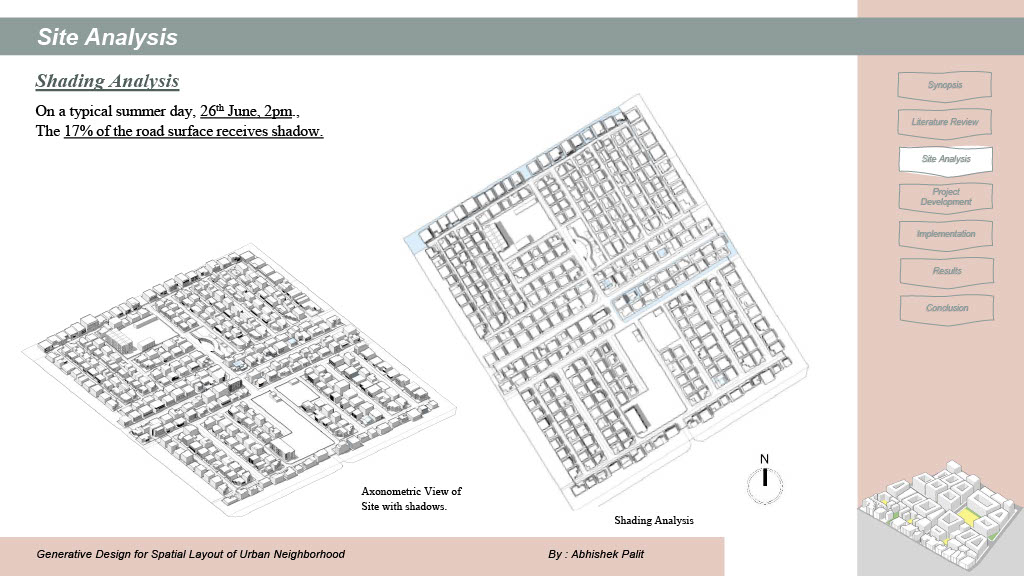 Site Analysis
Shading Analysis
On a typical summer day, 26th June, 2pm.,
The 17% of the road surface receives shadow.
Synopsis
Literature Review
Site Analysis
Project
Development
Implementation
Results
Conclusion
N
Axonometric View of
Site with shadows.
Shading Analysis
Generative Design for Spatial Layout of Urban Neighborhood
By : Abhishek Palit